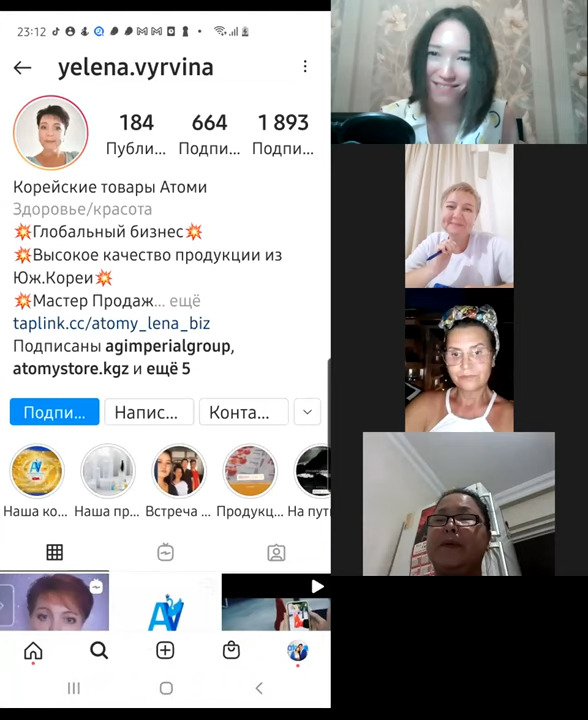 23:12
yelena.vyrvina
184 664 1 893
Публи... Подпи... Подпи...
Корейские товары Атоми
Здоровье/красота
💥Глобальный бизнес💥
💥Высокое качество продукции из
Юж.Кореи💥
💥Мастер Продаж... ещё
taplink.cc/atomy_lena_biz
Подписаны agimperialgroup,
atomystore.kgz и ещё 5
Подпи... Напис... Конта...
Наша ко... Наша пр... Встреча ... Продукц... На пут